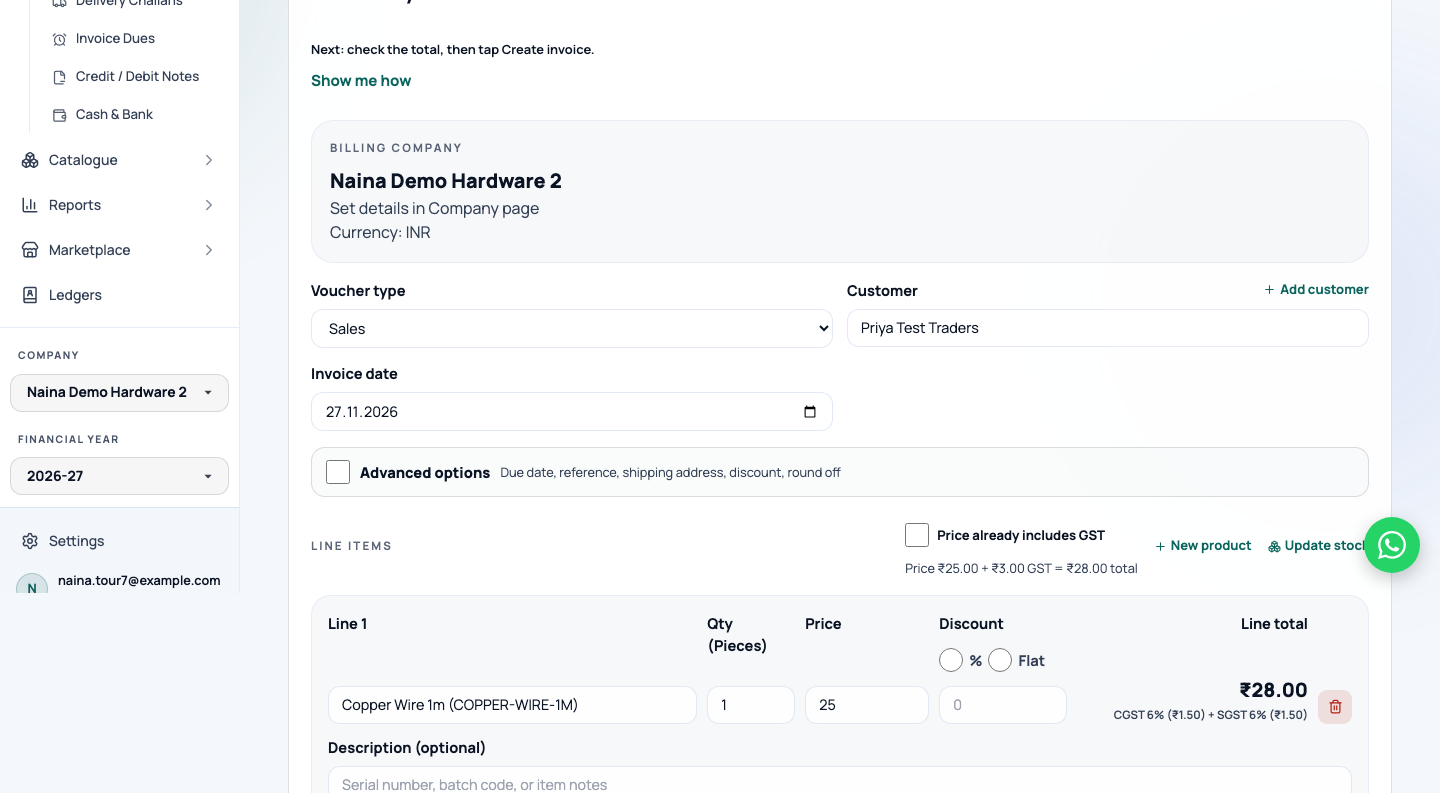 Delivery Challans
Invoice Dues
Credit / Debit Notes
Cash & Bank
Catalogue
Reports
Marketplace
Ledgers
COMPANY
Naina Demo Hardware 2
FINANCIAL YEAR
2026-27
Settings
N
naina.tour7@example.com
Next: check the total, then tap Create invoice.
Show me how
BILLING COMPANY
Naina Demo Hardware 2
Set details in Company page
Currency: INR
Voucher type
Customer
+ Add customer
Sales
Priya Test Traders
Invoice date
27.11.2026
Advanced options Due date, reference, shipping address, discount, round off
LINE ITEMS
Price already includes GST
Price ₹25.00 + ₹3.00 GST = ₹28.00 total
+ New product
Update stock
Line 1
Qty
(Pieces)
Price
Discount
Line total
% Flat
Copper Wire 1m (COPPER-WIRE-1M)
1
25
0
₹28.00
CGST 6% (₹1.50) + SGST 6% (₹1.50)
Description (optional)
Serial number, batch code, or item notes